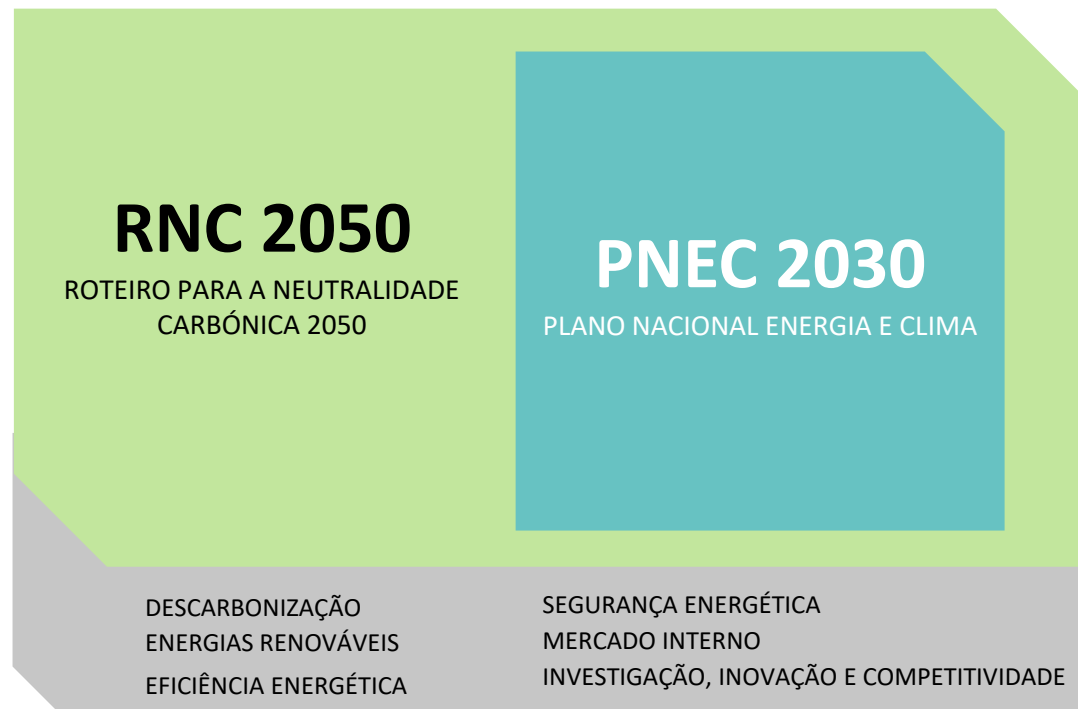 RNC 2050
ROTEIRO PARA A NEUTRALIDADE
CARBÓNICA 2050
PNEC 2030
PLANO NACIONAL ENERGIA E CLIMA
DESCARBONIZAÇÃO
ENERGIAS RENOVÁVEIS
EFICIÊNCIA ENERGÉTICA
SEGURANÇA ENERGÉTICA
MERCADO INTERNO
INVESTIGAÇÃO, INOVAÇÃO E COMPETITIVIDADE